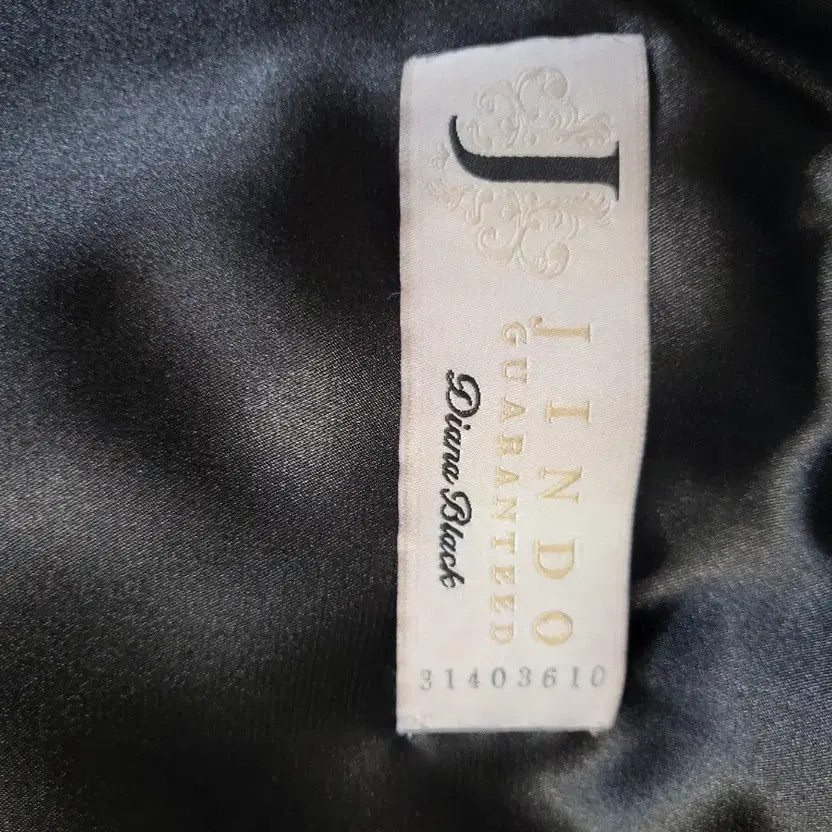 J
JINDO
GUARANTEED
Diana Black
31403610